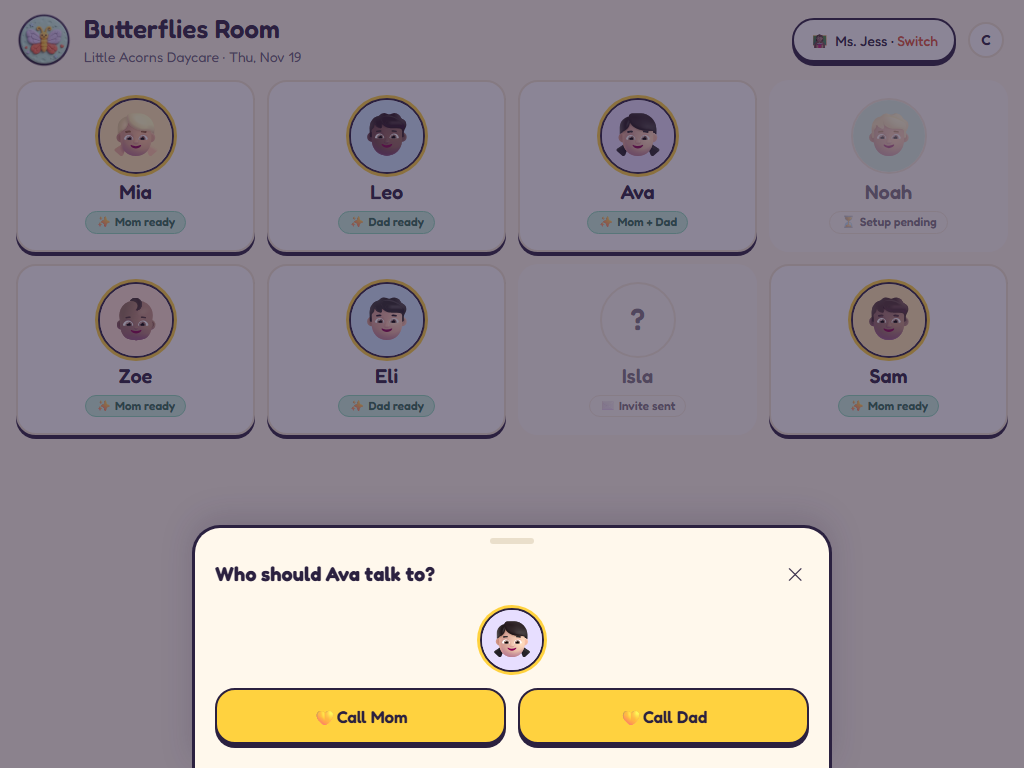 Butterflies Room
Little Acorns Daycare · Thu, Nov 19
Ms. Jess · Switch
C
Mia
Mom ready
Leo
Dad ready
Ava
Mom + Dad
Noah
Setup pending
Zoe
Mom ready
Eli
Dad ready
?
Isla
Invite sent
Sam
Mom ready
Who should Ava talk to?
Call Mom
Call Dad